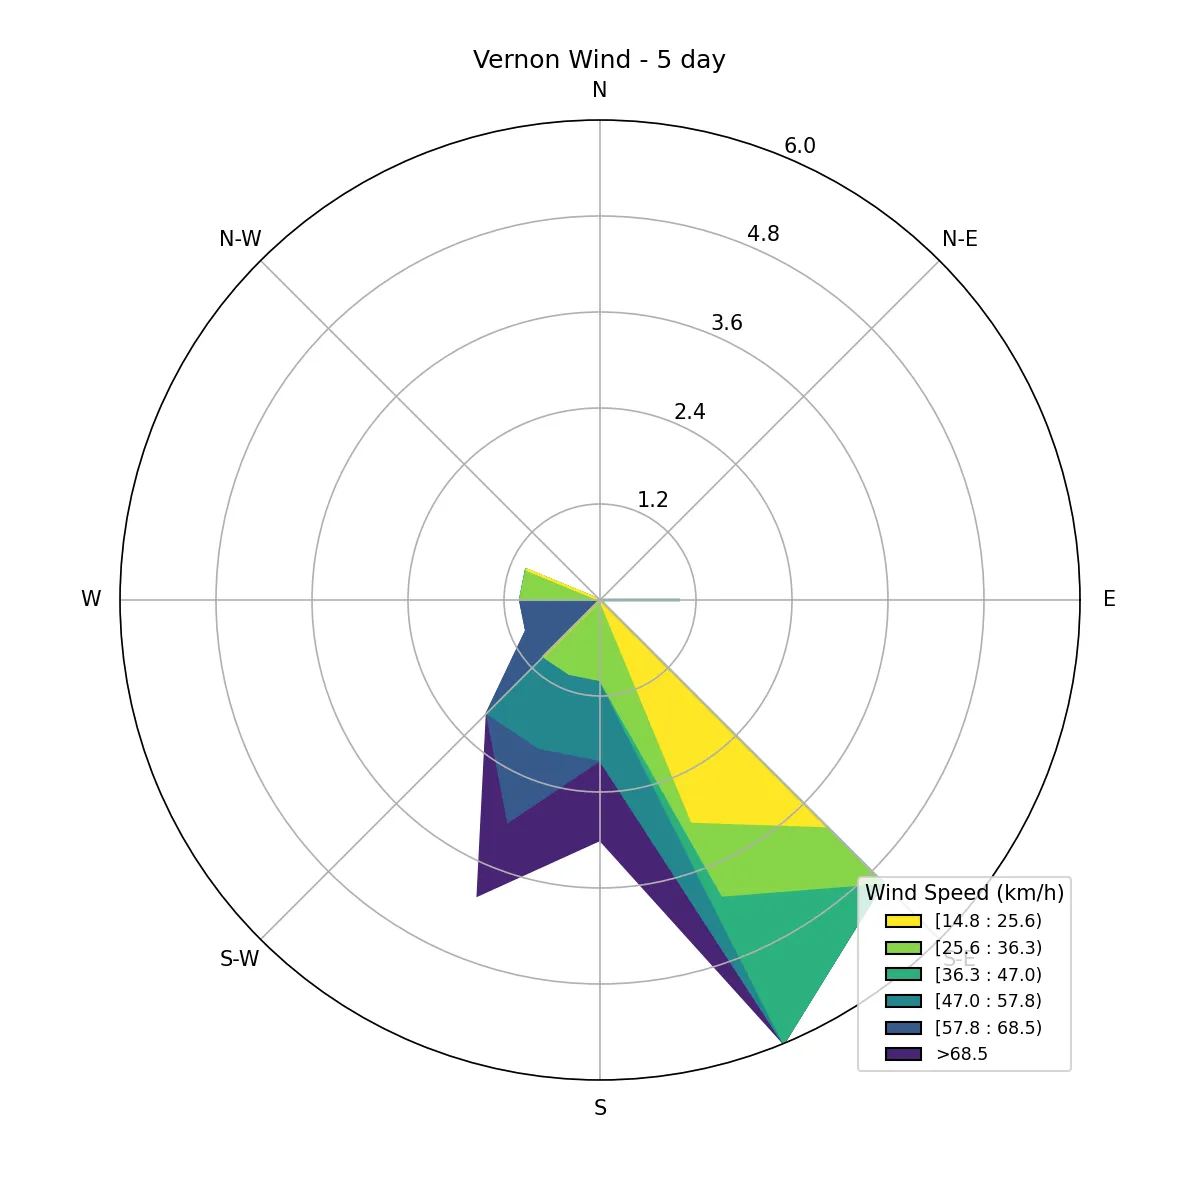 Vernon Wind - 5 day
N
6.0
N-W
4.8
N-E
3.6
2.4
1.2
W
E
Wind Speed (km/h)
[14.8 : 25.6)
[25.6 : 36.3)
S-W
S-E
[36.3 : 47.0)
[47.0 : 57.8)
[57.8 : 68.5)
>68.5
S